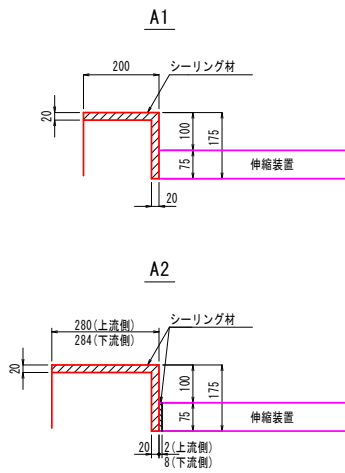 A1
200
シーリング材
20
100
175
75
伸縮装置
20
A2
280(上流側)
284(下流側)
シーリング材
20
100
175
75
伸縮装置
20
2(上流側)
8(下流側)